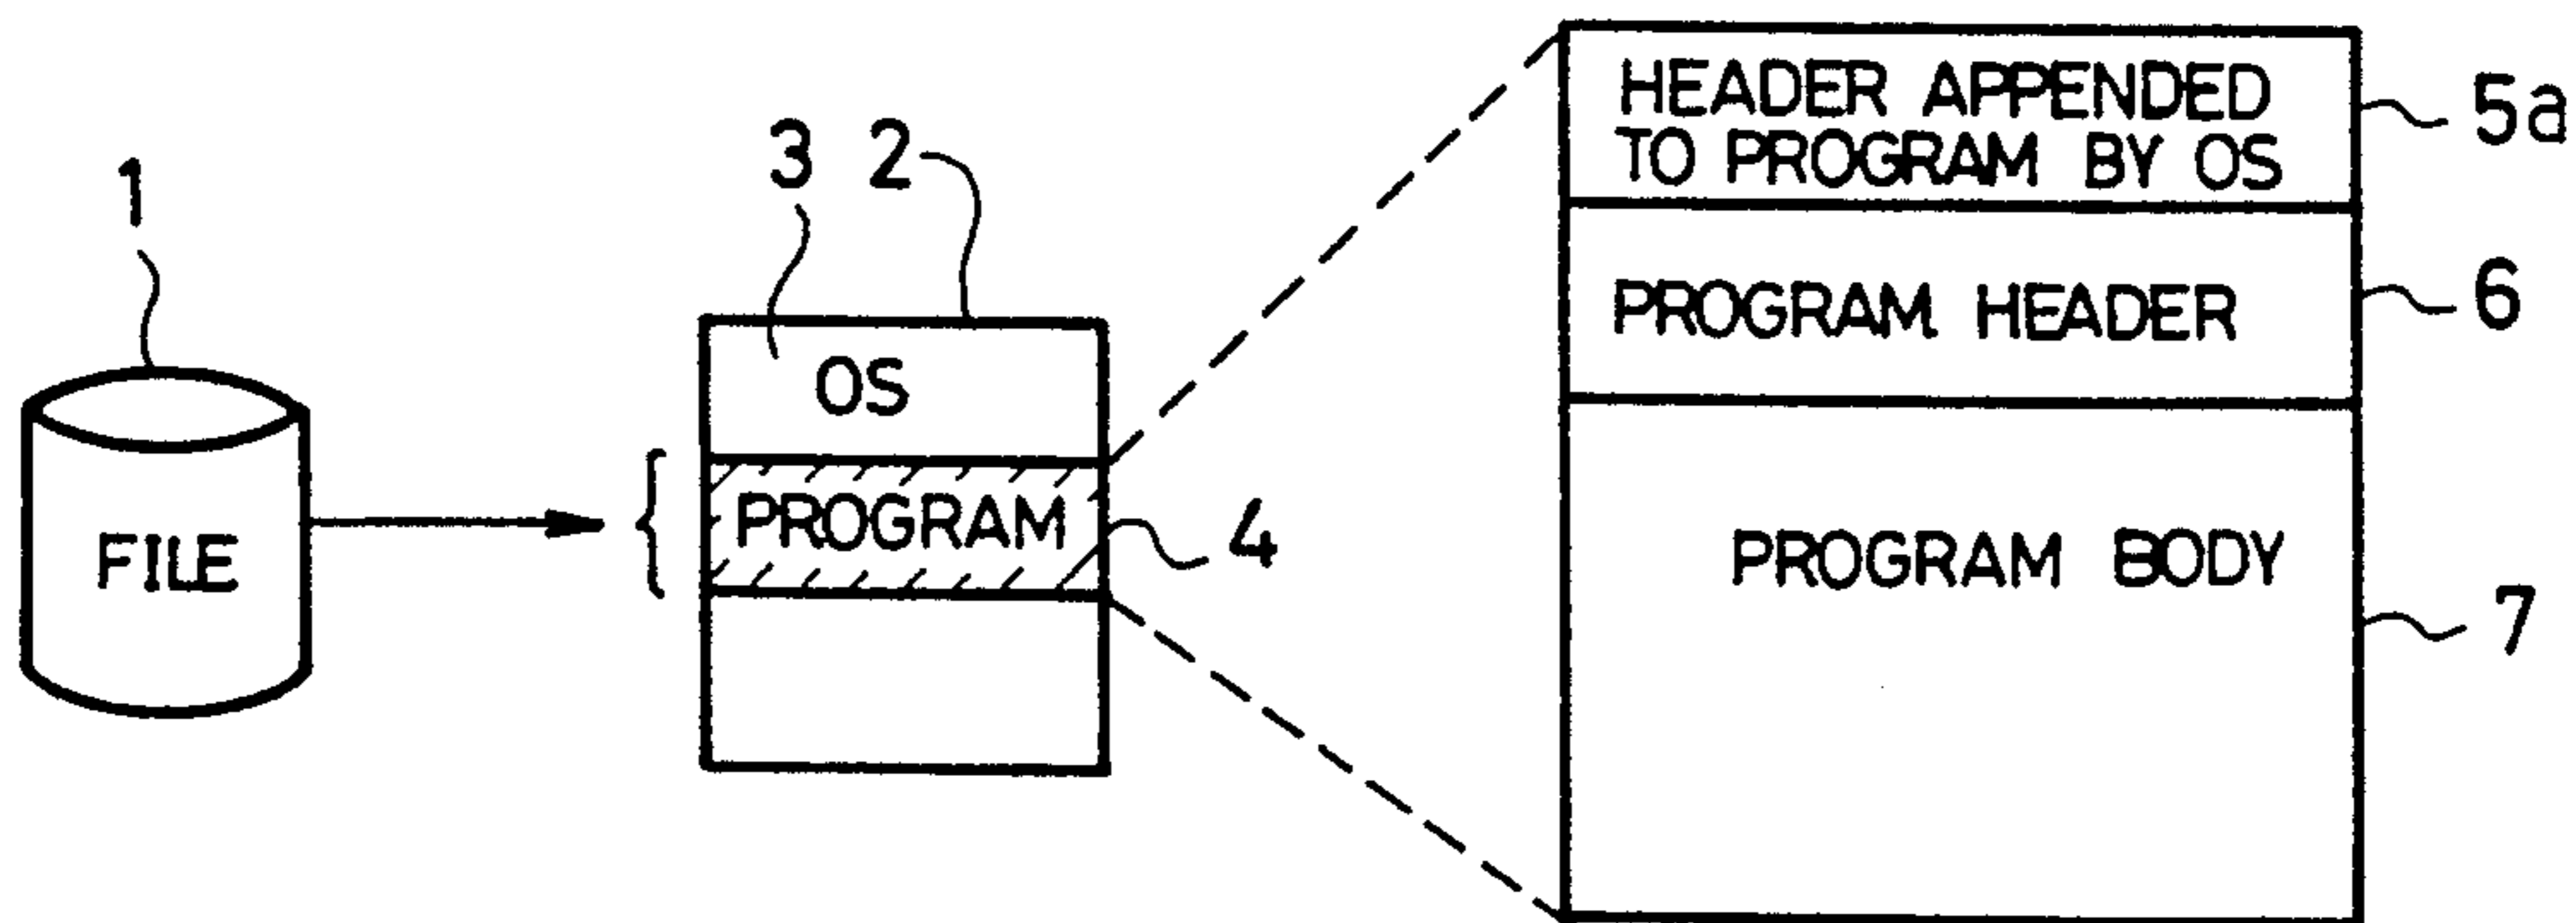 1
FILE
3 2
OS
PROGRAM
4
HEADER APPENDED
TO PROGRAM BY OS
5a
PROGRAM HEADER
6
PROGRAM BODY
7